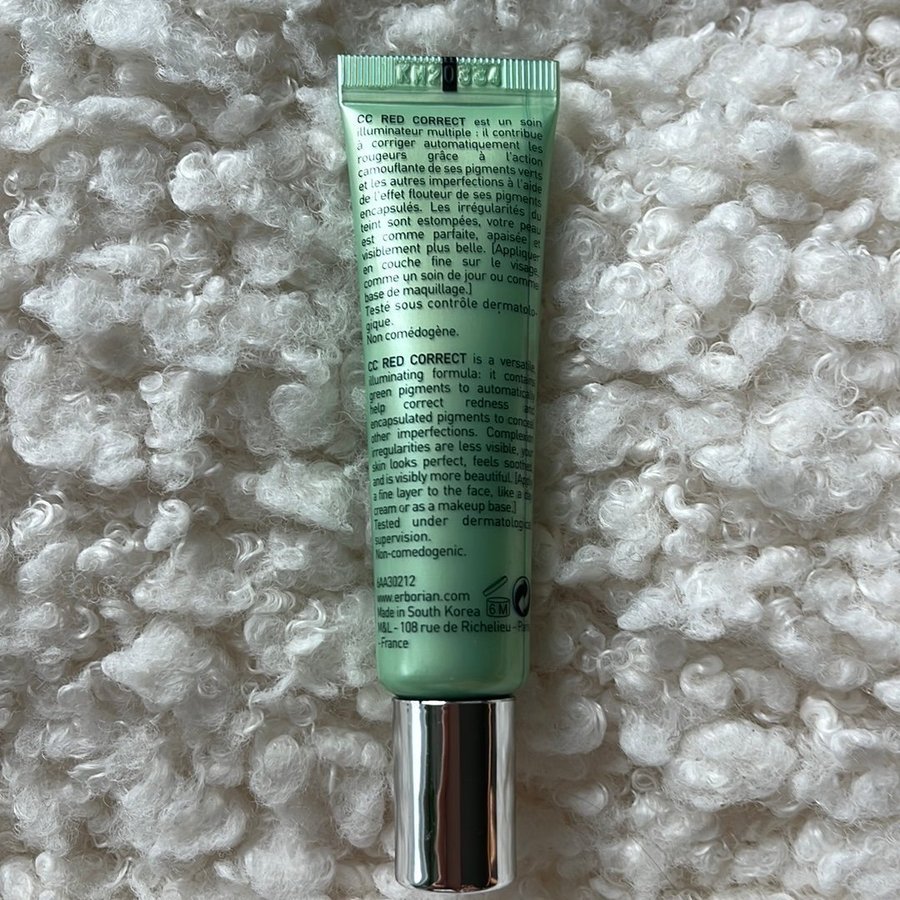 KM20334
CC RED CORRECT est un soin
illuminateur multiple : il contribue
à corriger automatiquement les
rougeurs grâce à l'action
camouflante de ses pigments verts
et les autres imperfections à l'aide
de l'effet flouteur de ses pigments
encapsulés. Les irrégularités du
teint sont estompées, votre peau
est comme parfaite, apaisée et
visiblement plus belle. [Appliquer
en couche fine sur le visage,
comme un soin de jour ou comme
base de maquillage.]
Testé sous contrôle dermatolo-
gique.
Non comédogène.
CC RED CORRECT is a versatile,
illuminating formula: it contains
green pigments to automatically
help correct redness and
encapsulated pigments to conceal
other imperfections. Complexion
irregularities are less visible, your
skin looks perfect, feels soothed
and is visibly more beautiful. [Apply
a fine layer to the face, like a day
cream or as a makeup base.]
Tested under dermatological
supervision.
Non-comedogenic.
6AA30212
www.erborian.com
Made in South Korea 6 M
M&L - 108 rue de Richelieu - Paris
- France